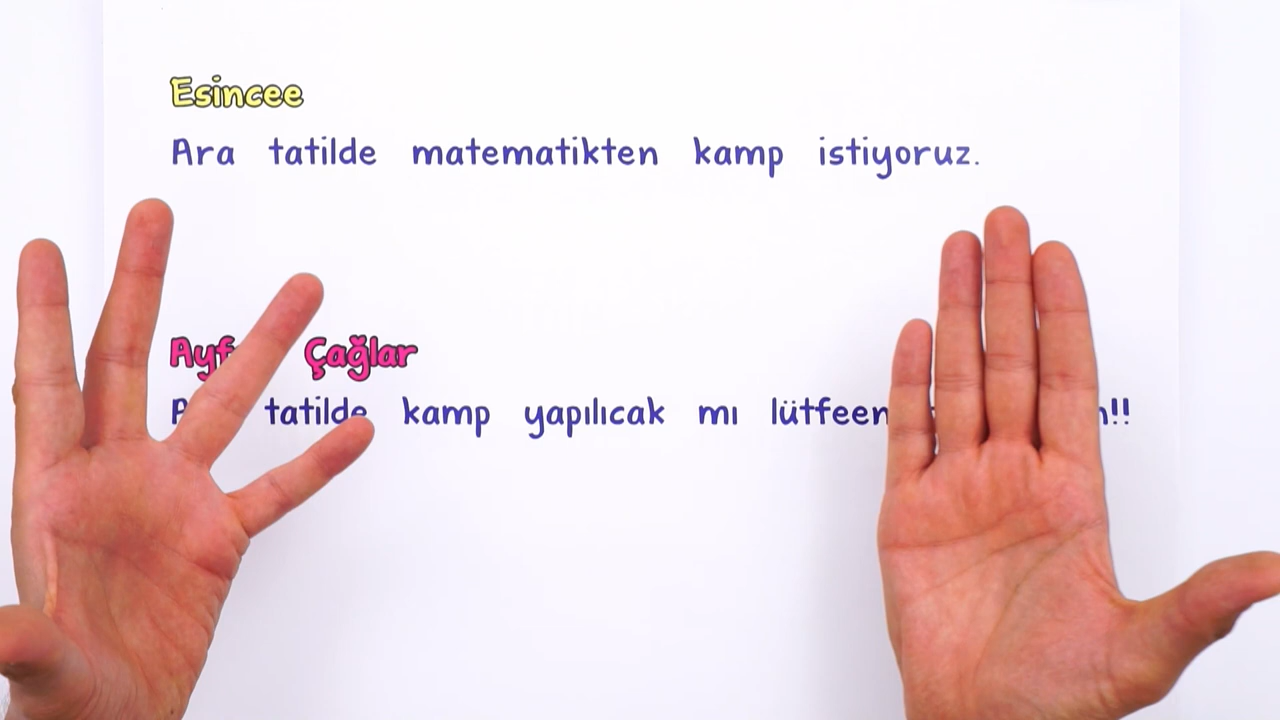 Esincee
Ara tatilde matematikten kamp istiyoruz.
Çağlar
tatilde kamp yapılıcak mı lütfeen